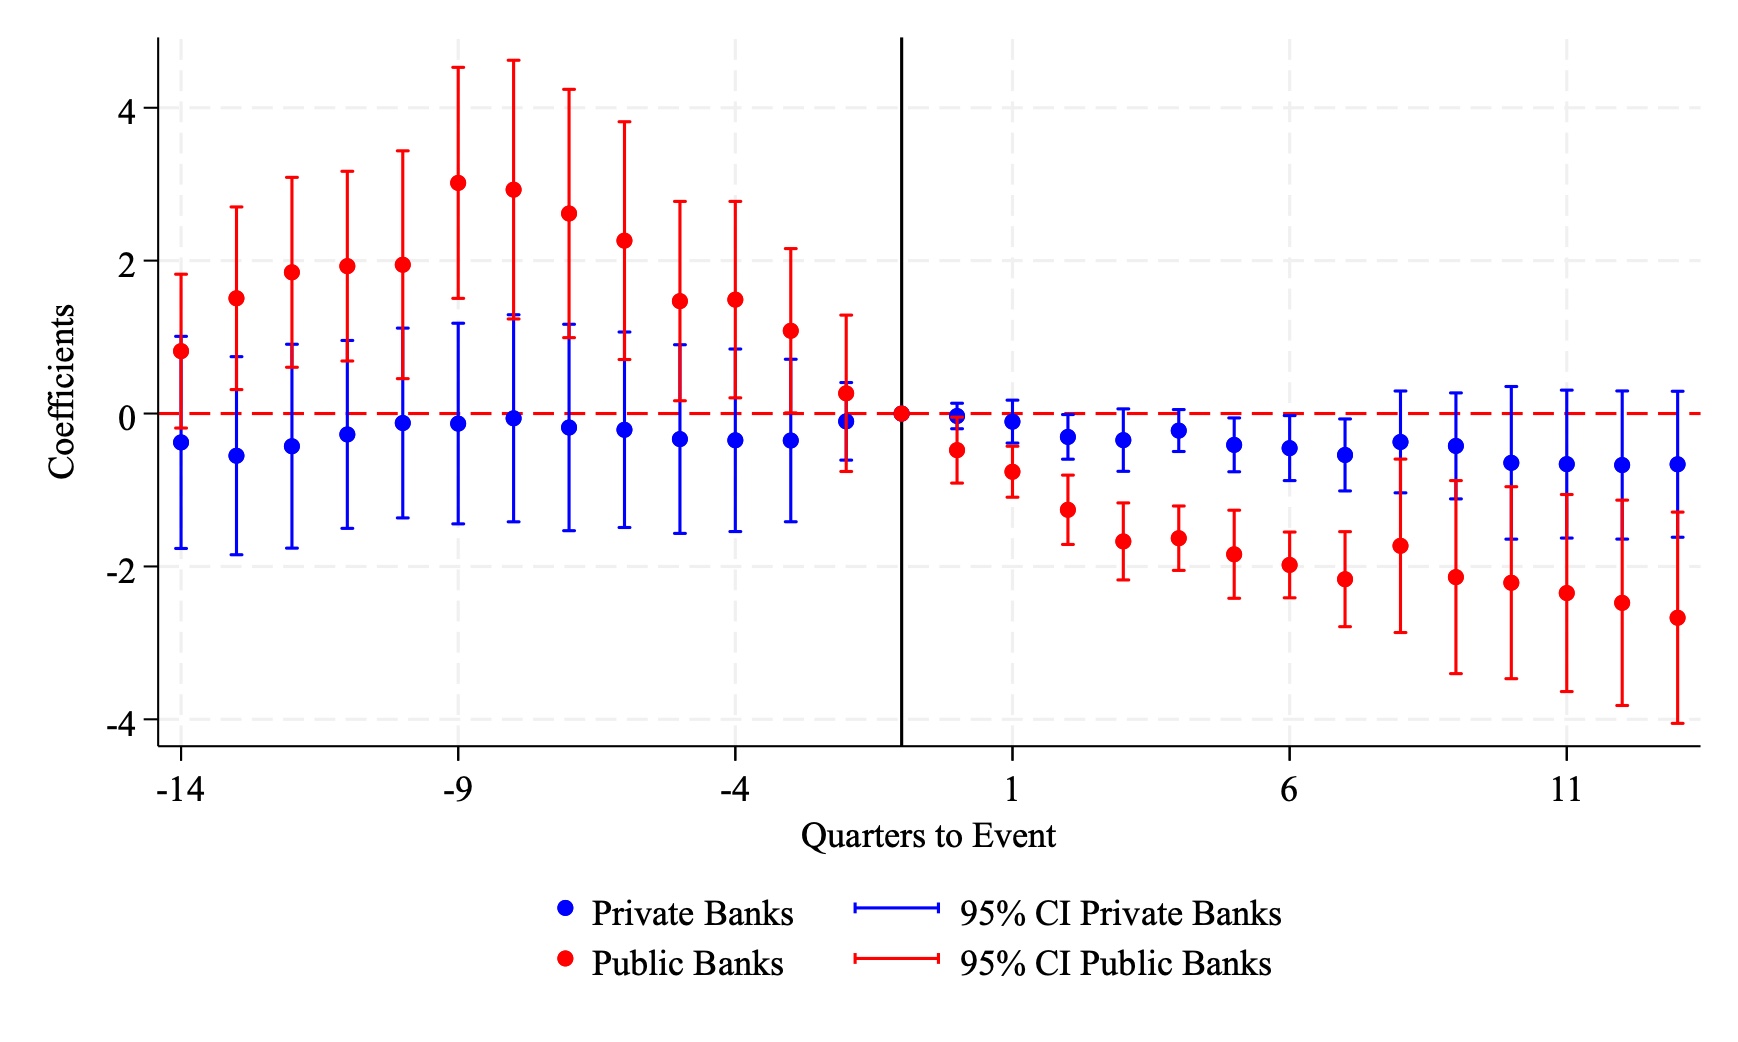 Coefficients
4
2
0
-2
-4
-14 -9 -4 1 6 11
Quarters to Event
Private Banks 95% CI Private Banks
Public Banks 95% CI Public Banks